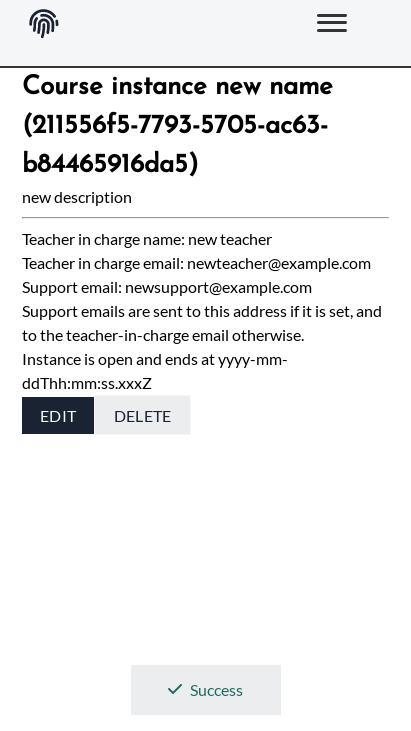 Course instance new name
(211556f5-7793-5705-ac63-
b84465916da5)
new description
Teacher in charge name: new teacher
Teacher in charge email: newteacher@example.com
Support email: newsupport@example.com
Support emails are sent to this address if it is set, and
to the teacher-in-charge email otherwise.
Instance is open and ends at yyyy-mm-
ddThh:mm:ss.xxxZ
EDIT DELETE
Success